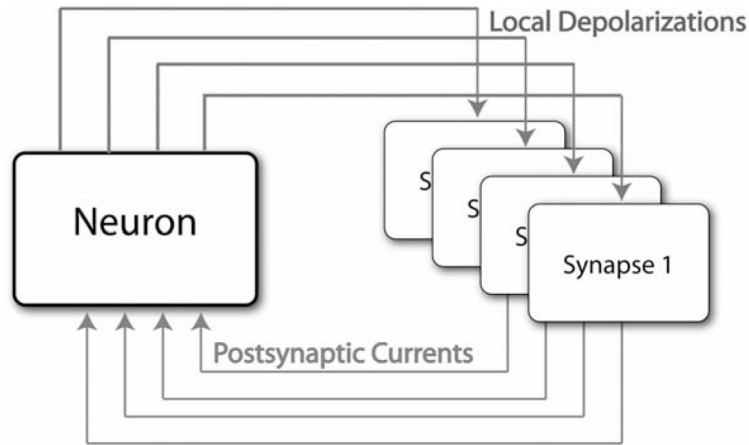 Local Depolarizations
S
S
S
Neuron
Synapse 1
Postsynaptic Currents